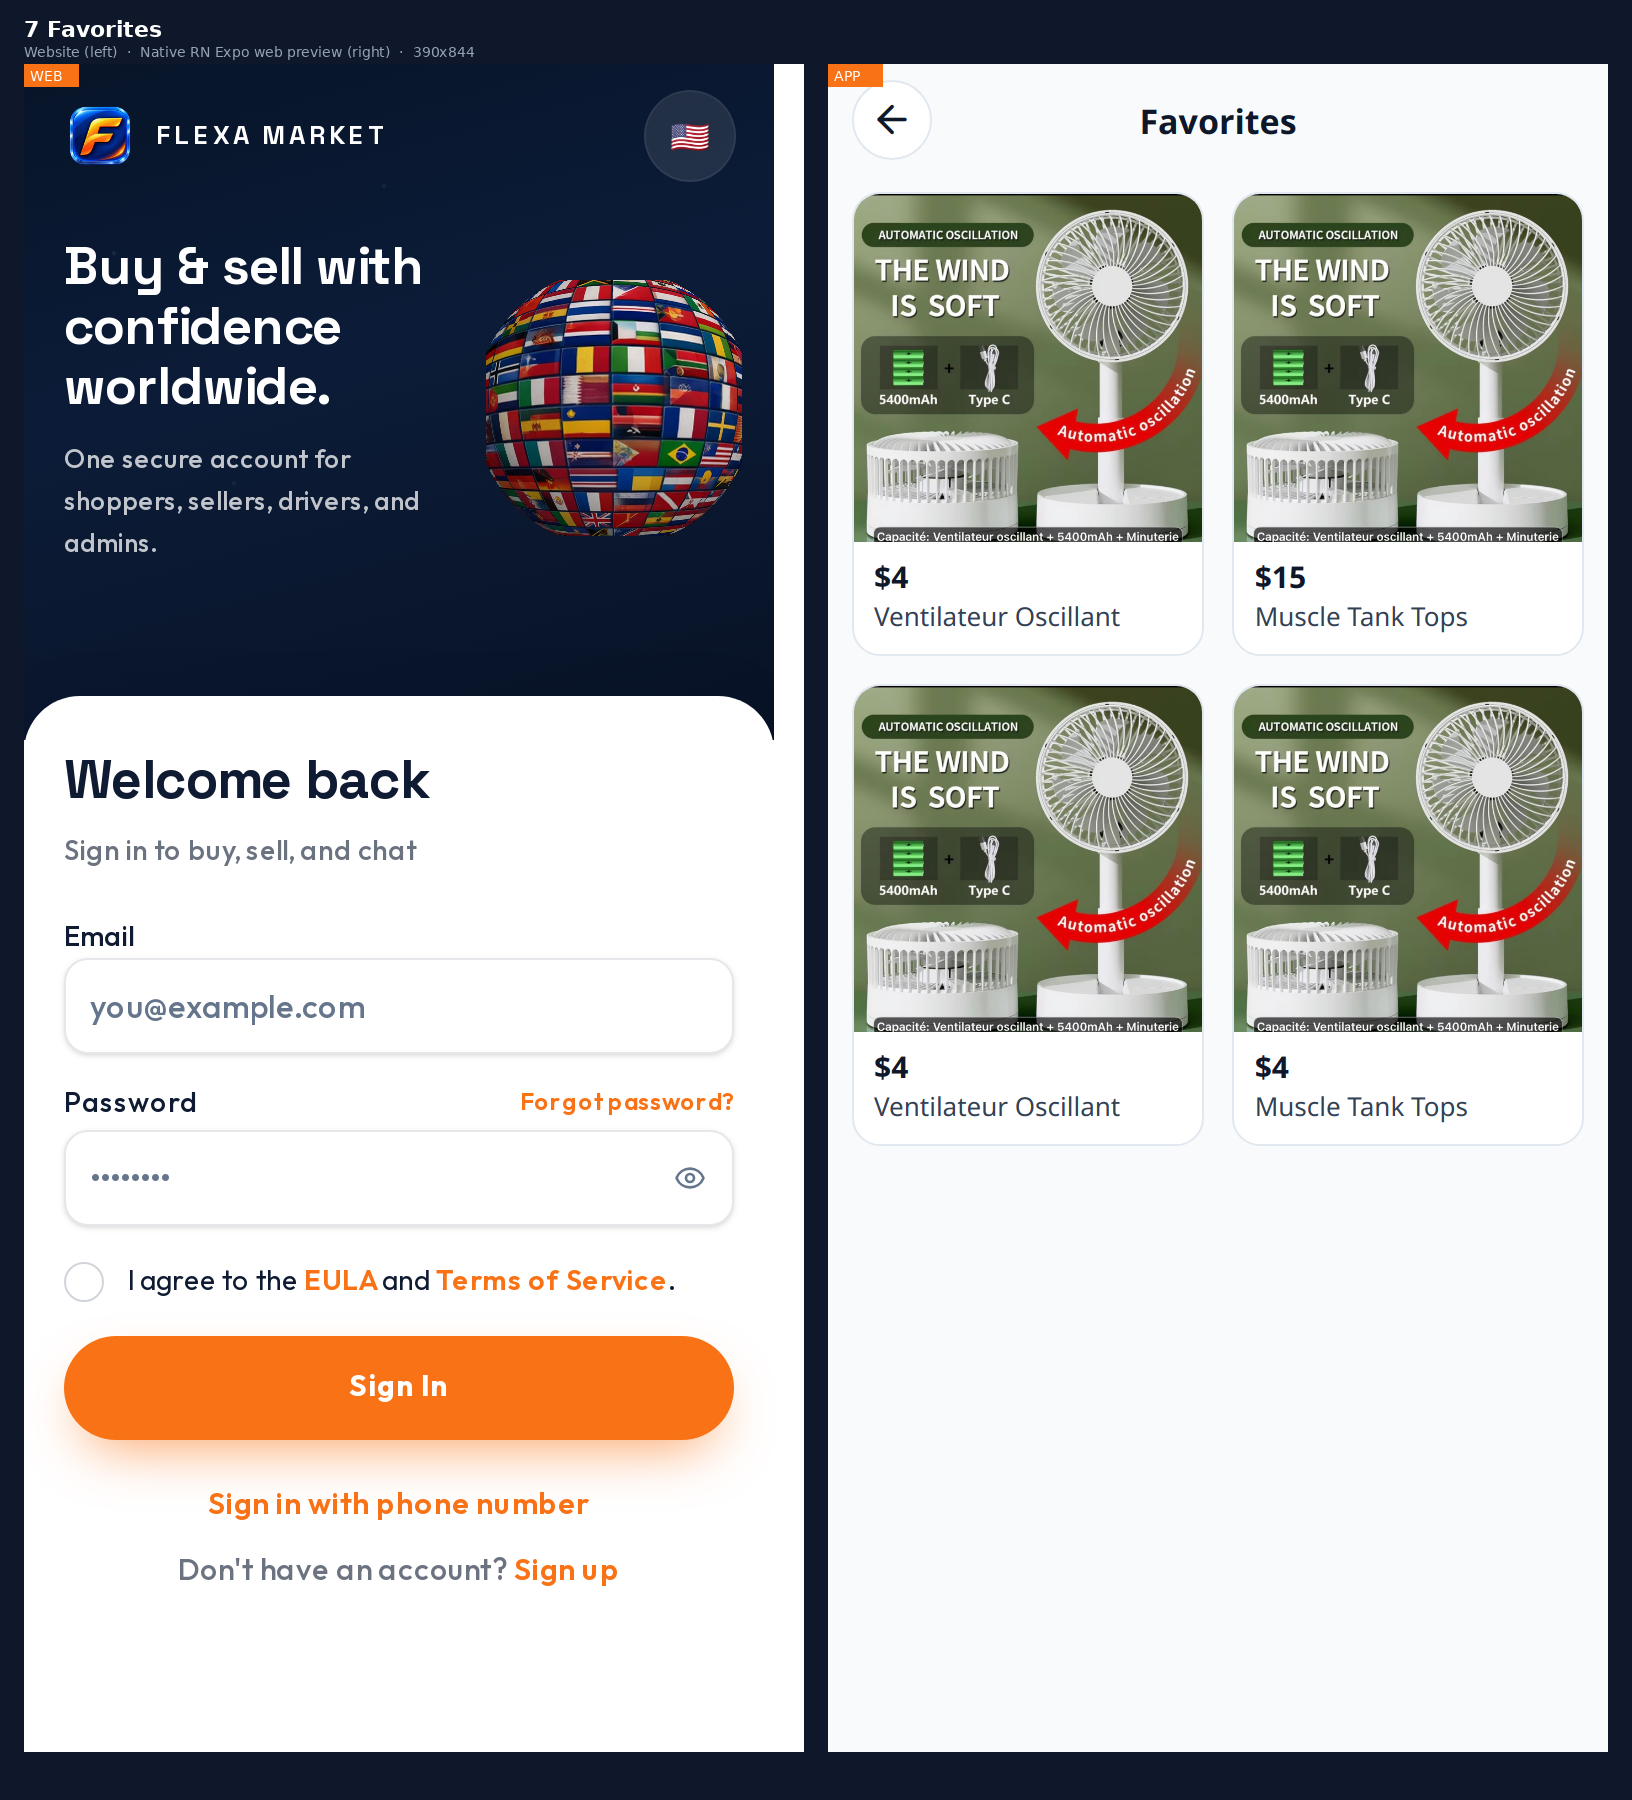 7 Favorites
Website (left) · Native RN Expo web preview (right) · 390x844
WEB
FLEXA MARKET
Buy & sell with
confidence
worldwide.
One secure account for
shoppers, sellers, drivers, and
admins.
Welcome back
Sign in to buy, sell, and chat
Email
you@example.com
Password
Forgot password?
••••••••
I agree to the EULA and Terms of Service.
Sign In
Sign in with phone number
Don't have an account? Sign up
APP
Favorites
AUTOMATIC OSCILLATION
THE WIND
IS SOFT
5400mAh + Type C
Automatic oscillation
Capacité: Ventilateur oscillant + 5400mAh + Minuterie
$4
Ventilateur Oscillant
AUTOMATIC OSCILLATION
THE WIND
IS SOFT
5400mAh + Type C
Automatic oscillation
Capacité: Ventilateur oscillant + 5400mAh + Minuterie
$15
Muscle Tank Tops
AUTOMATIC OSCILLATION
THE WIND
IS SOFT
5400mAh + Type C
Automatic oscillation
Capacité: Ventilateur oscillant + 5400mAh + Minuterie
$4
Ventilateur Oscillant
AUTOMATIC OSCILLATION
THE WIND
IS SOFT
5400mAh + Type C
Automatic oscillation
Capacité: Ventilateur oscillant + 5400mAh + Minuterie
$4
Muscle Tank Tops